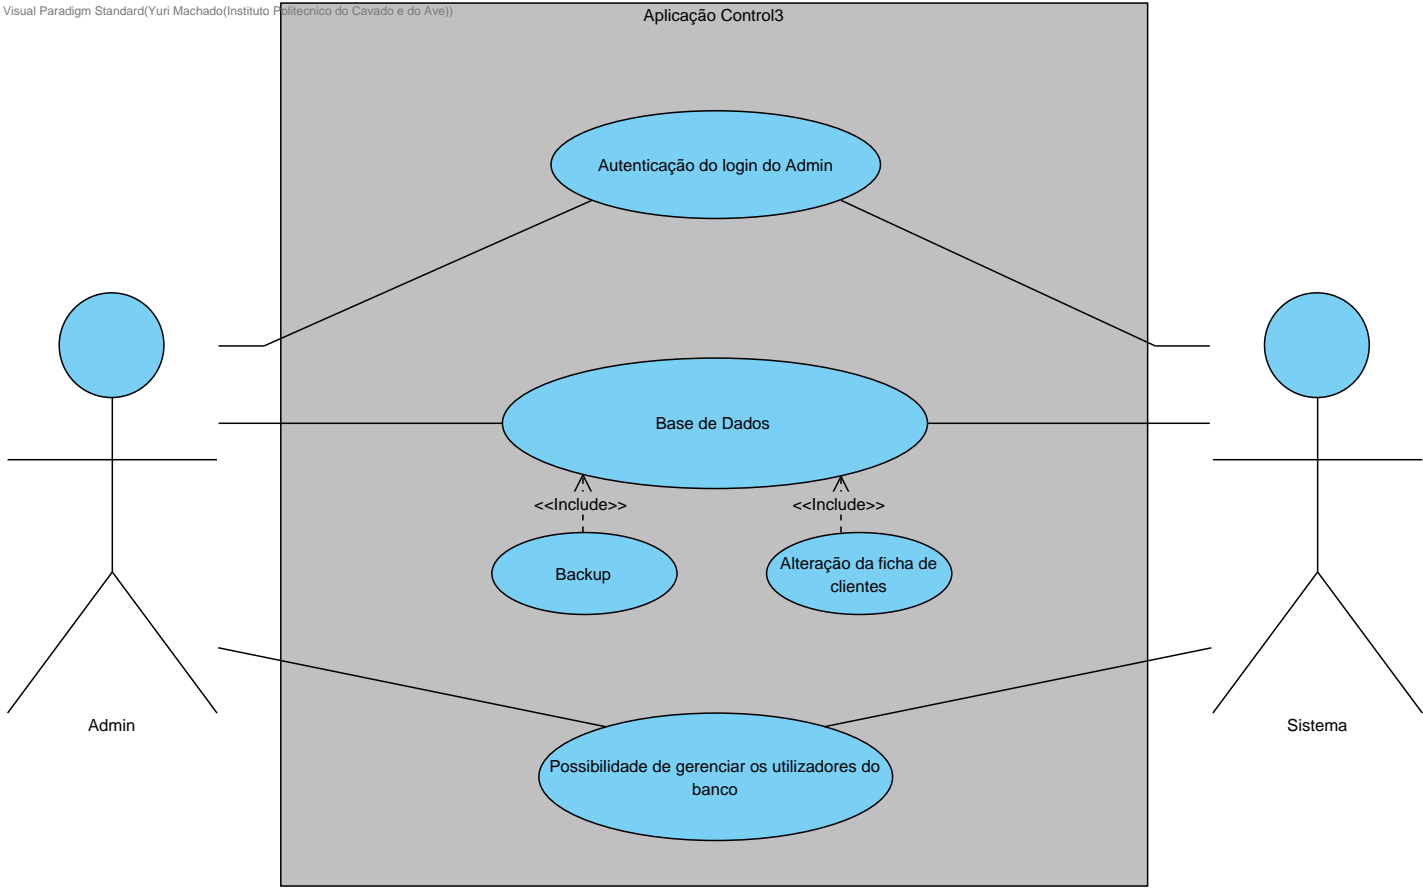 Visual Paradigm Standard(Yuri Machado(Instituto Politecnico do Cavado e do Ave))
Aplicação Control3
Autenticação do login do Admin
Base de Dados
<<Include>>
<<Include>>
Backup
Alteração da ficha de
clientes
Admin
Sistema
Possibilidade de gerenciar os utilizadores do
banco